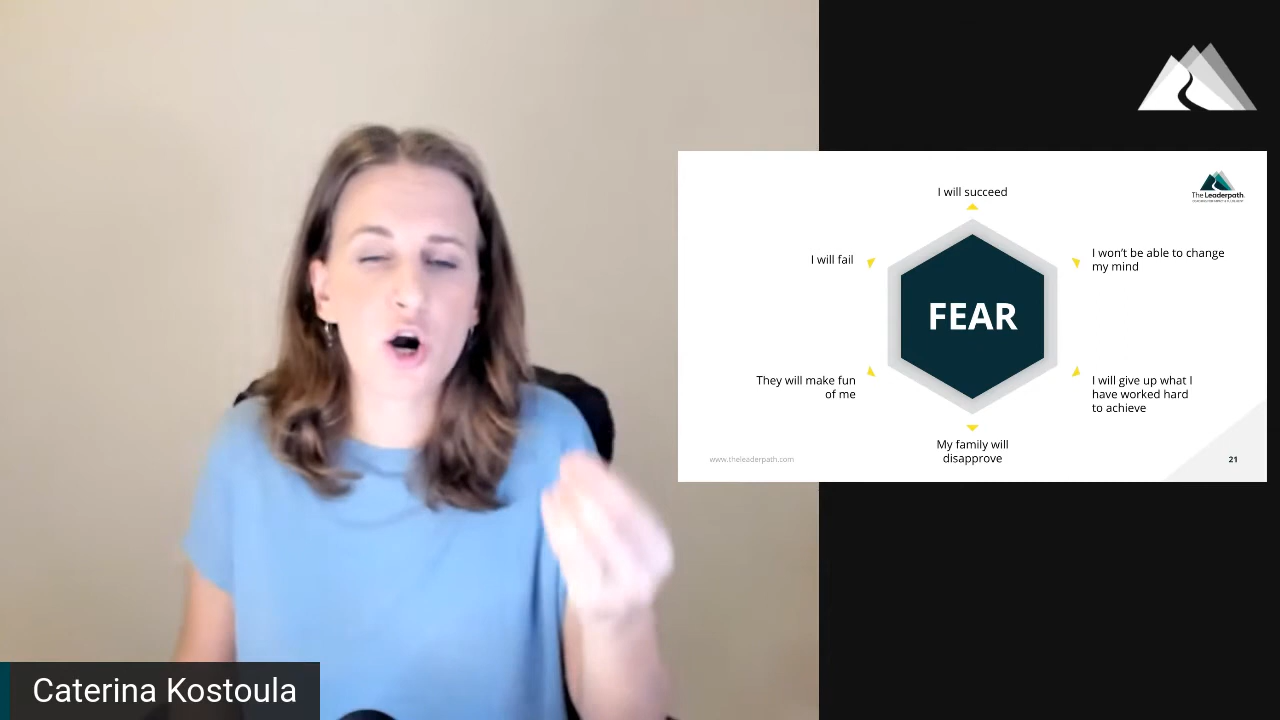 I will succeed
The Leaderpath
I will fail
I won't be able to change
my mind
FEAR
They will make fun
of me
I will give up what I
have worked hard
to achieve
My family will
disapprove
www.theleaderpath.com
21
Caterina Kostoula